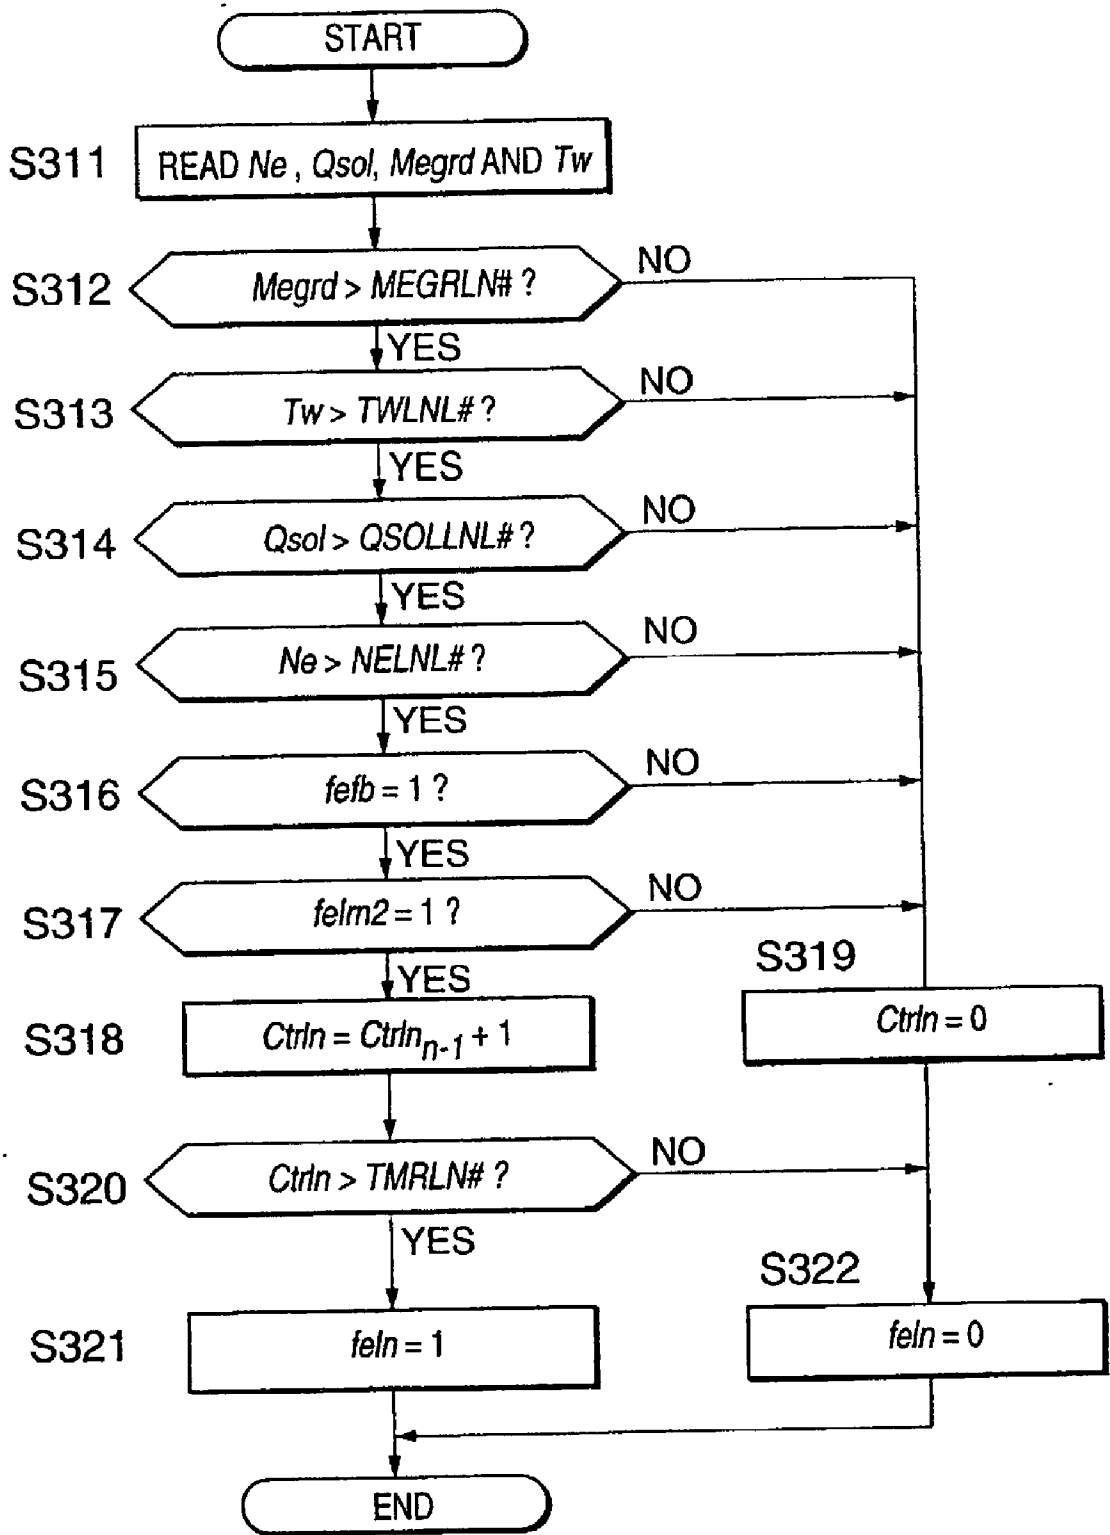 START
S311
READ Ne, Qsol, Megrd AND Tw
S312
Megrd > MEGRLN# ?
NO
YES
S313
Tw > TWLNL# ?
NO
YES
S314
Qsol > QSOLLNL# ?
NO
YES
S315
Ne > NELNL# ?
NO
YES
S316
fefb = 1 ?
NO
YES
S317
felrn2 = 1 ?
NO
YES
S318
Ctrln = Ctrln n-1 + 1
S319
Ctrln = 0
S320
Ctrln > TMRLN# ?
NO
YES
S321
feln = 1
S322
feln = 0
END